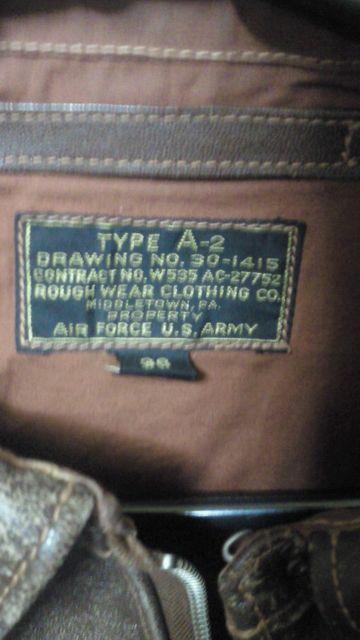 TYPE A-2
DRAWING NO. 30-1415
CONTRACT NO. W535 AC-27752
ROUGH WEAR CLOTHING CO.
MIDDLETOWN, PA.
PROPERTY
AIR FORCE U.S. ARMY